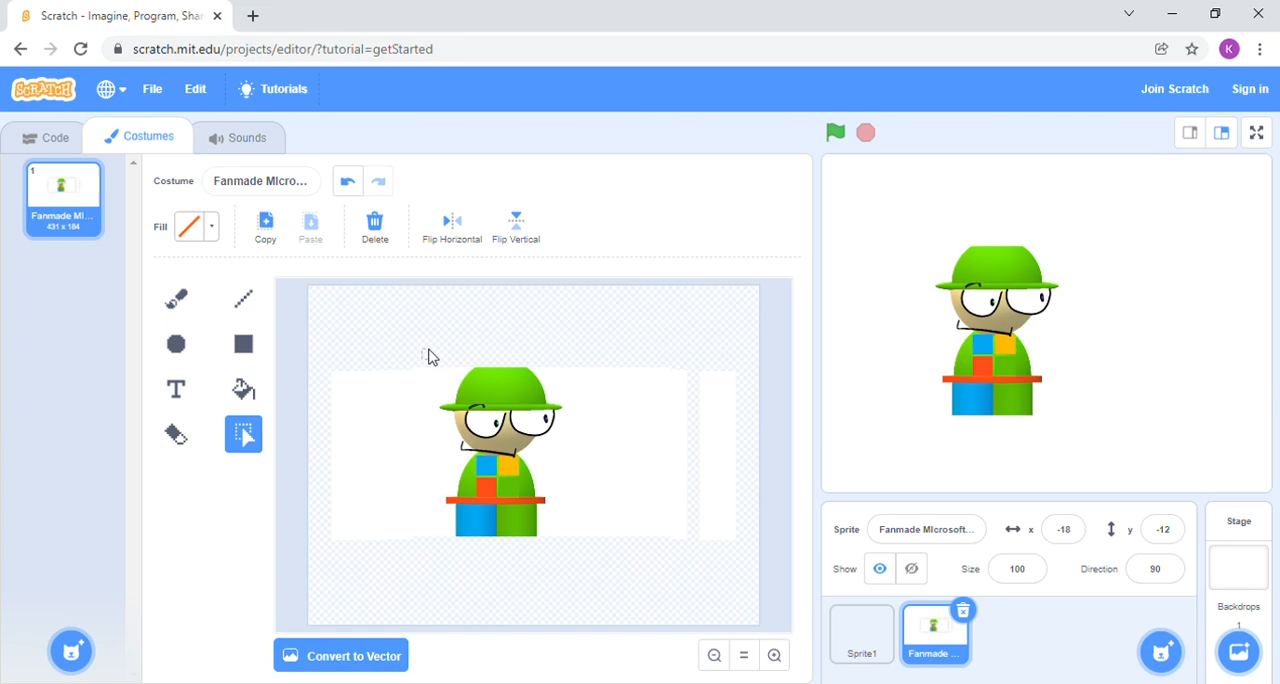 Scratch - Imagine, Program, Shar
scratch.mit.edu/projects/editor/?tutorial=getStarted
K
SCRATCH
File
Edit
Tutorials
Join Scratch
Sign in
Code
Costumes
Sounds
1
Fanmade MI...
431 x 184
Costume
Fanmade MIcro...
Fill
Copy
Paste
Delete
Flip Horizontal
Flip Vertical
T
Convert to Vector
Sprite
Fanmade MIcrosoft...
x
-18
y
-12
Show
Size
100
Direction
90
Sprite1
Fanmade ...
Stage
Backdrops
1